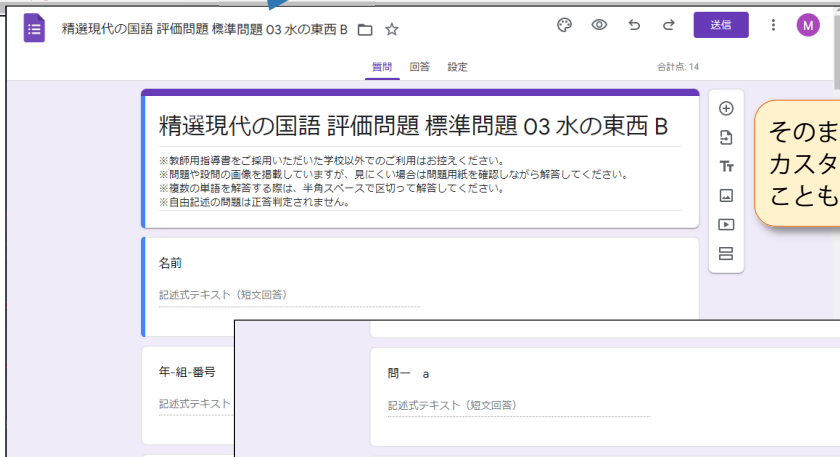 精選現代の国語 評価問題 標準問題 03 水の東西 B
送信
M
質問 回答 設定
合計点: 14
精選現代の国語 評価問題 標準問題 03 水の東西 B
※教師用指導書をご採用いただいた学校以外でのご利用はお控えください。
※問題や設問の画像を掲載していますが、見にくい場合は問題用紙を確認しながら解答してください。
※複数の単語を解答する際は、半角スペースで区切って解答してください。
※自由記述の問題は正答判定されません。
Tт
そのま
カスタ
ことも
名前
記述式テキスト（短文回答）
年-組-番号
記述式テキスト
問一 a
記述式テキスト（短文回答）